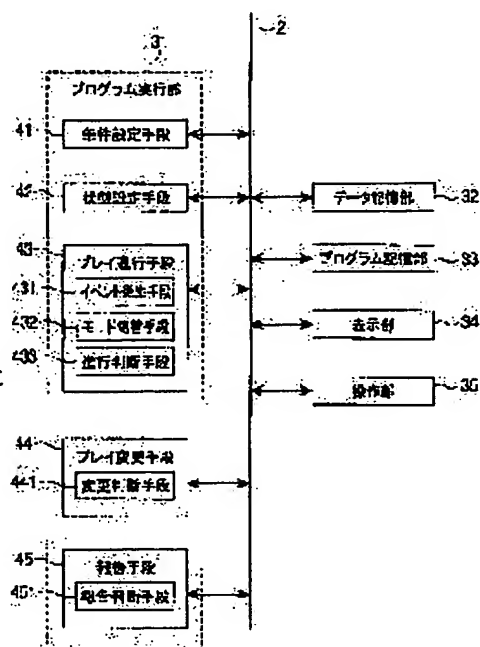 2
3
プログラム実行部
41
条件設定手段
42
状態設定手段
43
プレイ進行手段
431
イベント発生手段
432
モード切替手段
433
進行判断手段
44
プレイ変更手段
441
変更判断手段
45
報告手段
報告判断手段
データ記憶部
32
プログラム記憶部
33
表示部
34
操作部